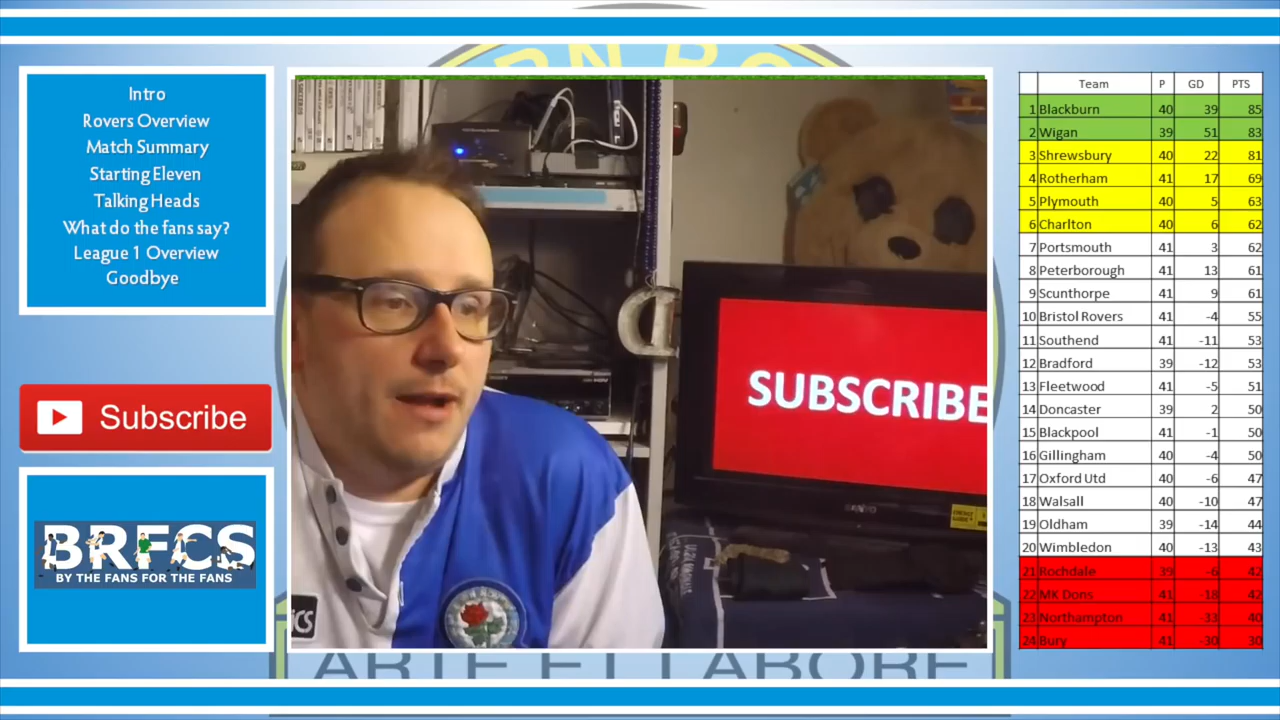 Intro
Rovers Overview
Match Summary
Starting Eleven
Talking Heads
What do the fans say?
League 1 Overview
Goodbye
Subscribe
BRFCS
BY THE FANS FOR THE FANS
SUBSCRIBE
SANYO
ICS
ARTE ET LABORE
Team P GD PTS
1 Blackburn 40 39 85
2 Wigan 39 51 83
3 Shrewsbury 40 22 81
4 Rotherham 41 17 69
5 Plymouth 40 5 63
6 Charlton 40 6 62
7 Portsmouth 41 3 62
8 Peterborough 41 13 61
9 Scunthorpe 41 9 61
10 Bristol Rovers 41 -4 55
11 Southend 41 -11 53
12 Bradford 39 -12 53
13 Fleetwood 41 -5 51
14 Doncaster 39 2 50
15 Blackpool 41 -1 50
16 Gillingham 40 -4 50
17 Oxford Utd 40 -6 47
18 Walsall 40 -10 47
19 Oldham 39 -14 44
20 Wimbledon 40 -13 43
21 Rochdale 39 -6 42
22 MK Dons 41 -18 42
23 Northampton 41 33 40
24 Bury 41 -30 30